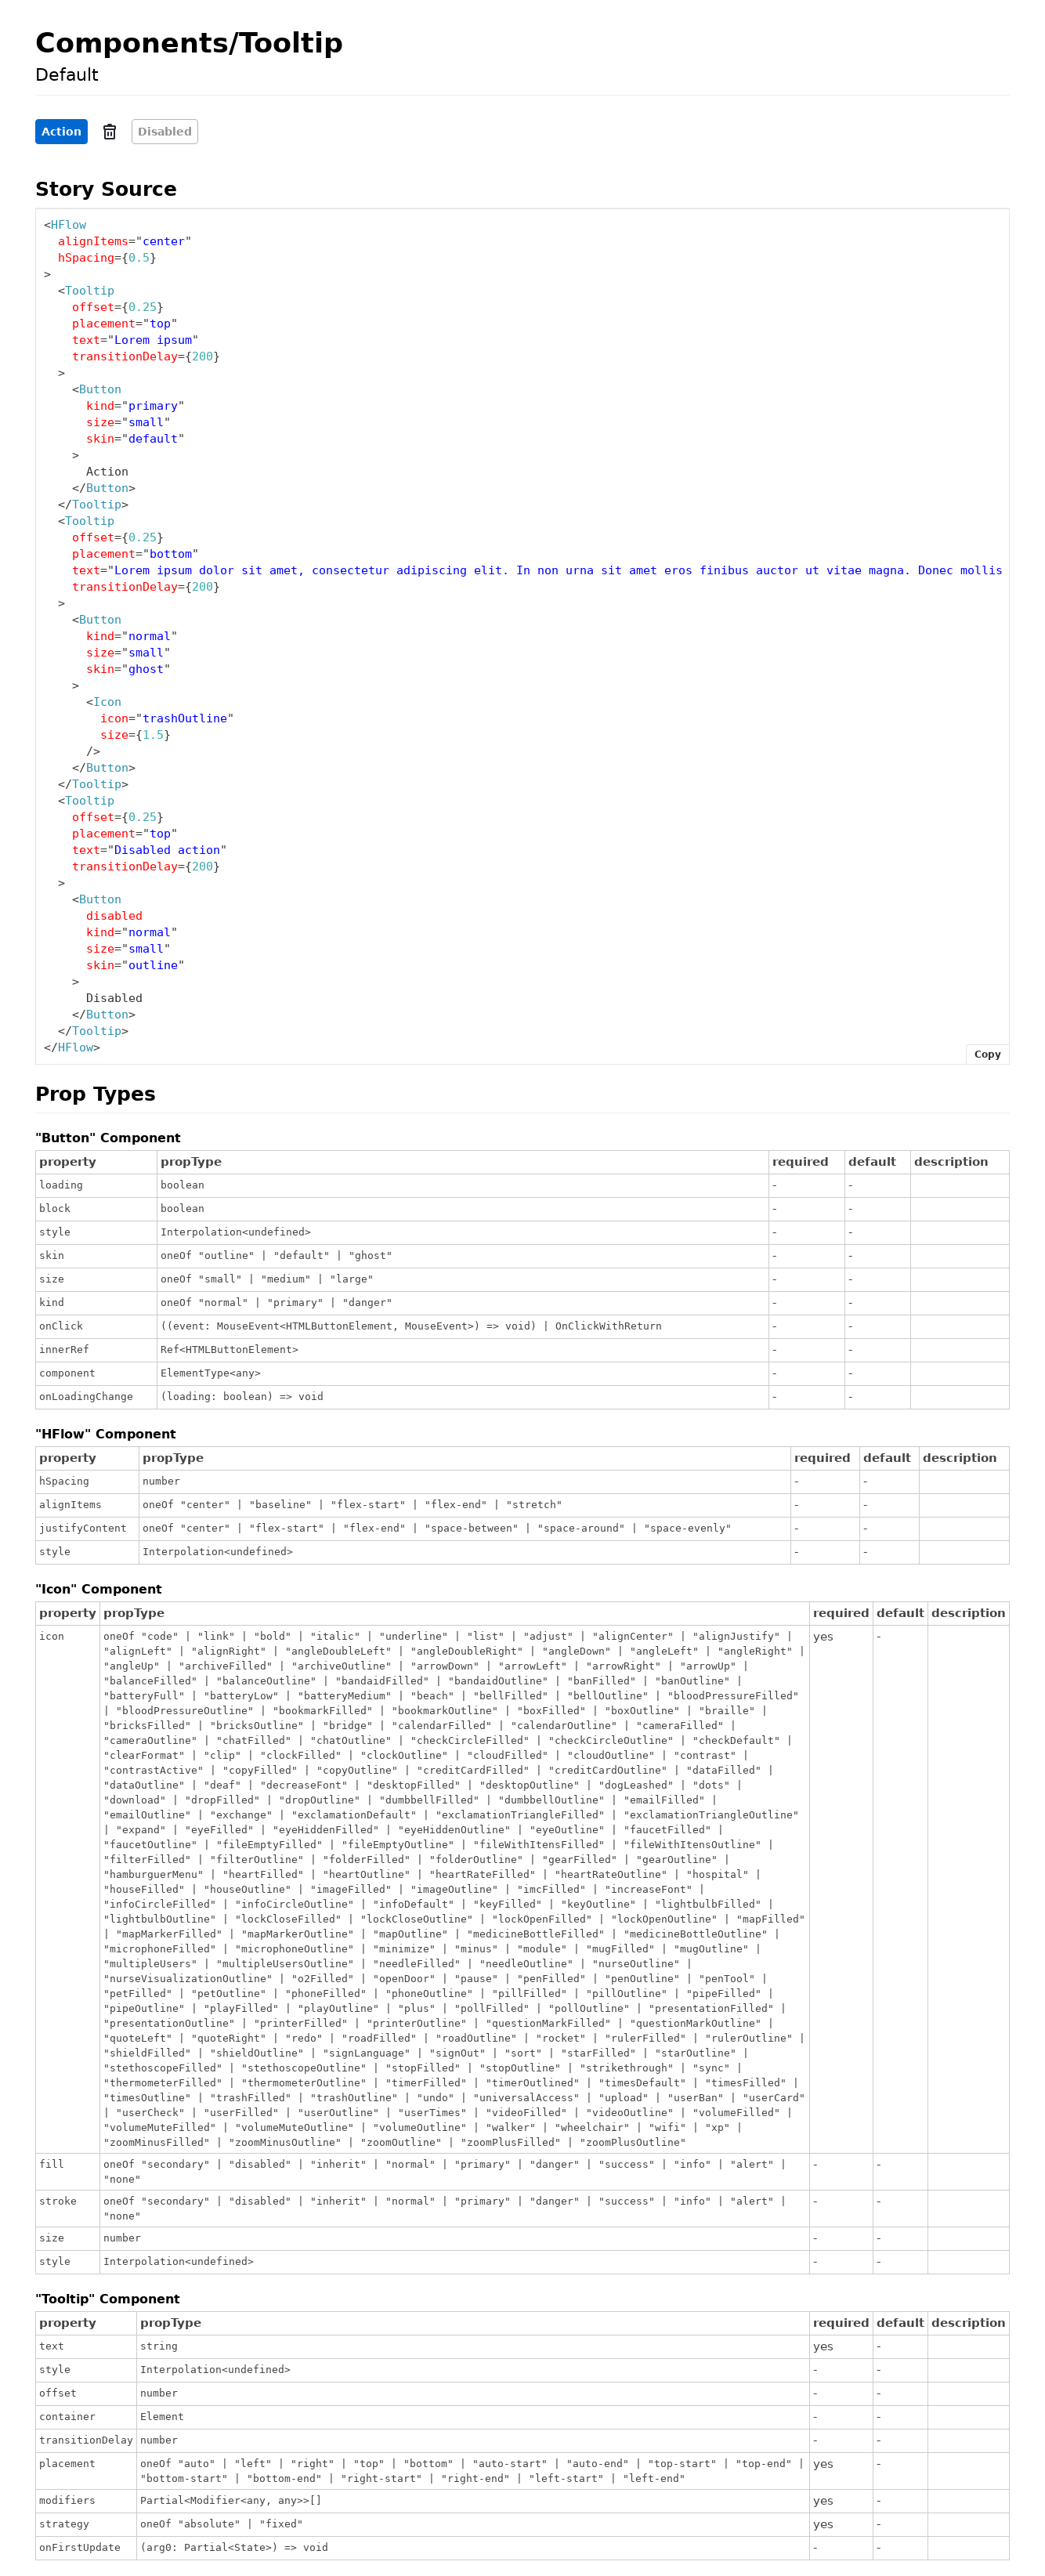 Components/Tooltip
Default
Action
Disabled
Story Source
<HFlow
  alignItems="center"
  hSpacing={0.5}
>
  <Tooltip
    offset={0.25}
    placement="top"
    text="Lorem ipsum"
    transitionDelay={200}
  >
    <Button
      kind="primary"
      size="small"
      skin="default"
    >
      Action
    </Button>
  </Tooltip>
  <Tooltip
    offset={0.25}
    placement="bottom"
    text="Lorem ipsum dolor sit amet, consectetur adipiscing elit. In non urna sit amet eros finibus auctor ut vitae magna. Donec mollis
    transitionDelay={200}
  >
    <Button
      kind="normal"
      size="small"
      skin="ghost"
    >
      <Icon
        icon="trashOutline"
        size={1.5}
      />
    </Button>
  </Tooltip>
  <Tooltip
    offset={0.25}
    placement="top"
    text="Disabled action"
    transitionDelay={200}
  >
    <Button
      disabled
      kind="normal"
      size="small"
      skin="outline"
    >
      Disabled
    </Button>
  </Tooltip>
</HFlow>
Copy
Prop Types
"Button" Component
property propType required default description
loading boolean - -
block boolean - -
style Interpolation<undefined> - -
skin oneOf "outline" | "default" | "ghost" - -
size oneOf "small" | "medium" | "large" - -
kind oneOf "normal" | "primary" | "danger" - -
onClick ((event: MouseEvent<HTMLButtonElement, MouseEvent>) => void) | OnClickWithReturn - -
innerRef Ref<HTMLButtonElement> - -
component ElementType<any> - -
onLoadingChange (loading: boolean) => void - -
"HFlow" Component
property propType required default description
hSpacing number - -
alignItems oneOf "center" | "baseline" | "flex-start" | "flex-end" | "stretch" - -
justifyContent oneOf "center" | "flex-start" | "flex-end" | "space-between" | "space-around" | "space-evenly" - -
style Interpolation<undefined> - -
"Icon" Component
property propType required default description
icon oneOf "code" | "link" | "bold" | "italic" | "underline" | "list" | "adjust" | "alignCenter" | "alignJustify" | yes -
"alignLeft" | "alignRight" | "angleDoubleLeft" | "angleDoubleRight" | "angleDown" | "angleLeft" | "angleRight" |
"angleUp" | "archiveFilled" | "archiveOutline" | "arrowDown" | "arrowLeft" | "arrowRight" | "arrowUp" |
"balanceFilled" | "balanceOutline" | "bandaidFilled" | "bandaidOutline" | "banFilled" | "banOutline" |
"batteryFull" | "batteryLow" | "batteryMedium" | "beach" | "bellFilled" | "bellOutline" | "bloodPressureFilled"
| "bloodPressureOutline" | "bookmarkFilled" | "bookmarkOutline" | "boxFilled" | "boxOutline" | "braille" |
"bricksFilled" | "bricksOutline" | "bridge" | "calendarFilled" | "calendarOutline" | "cameraFilled" |
"cameraOutline" | "chatFilled" | "chatOutline" | "checkCircleFilled" | "checkCircleOutline" | "checkDefault" |
"clearFormat" | "clip" | "clockFilled" | "clockOutline" | "cloudFilled" | "cloudOutline" | "contrast" |
"contrastActive" | "copyFilled" | "copyOutline" | "creditCardFilled" | "creditCardOutline" | "dataFilled" |
"dataOutline" | "deaf" | "decreaseFont" | "desktopFilled" | "desktopOutline" | "dogLeashed" | "dots" |
"download" | "dropFilled" | "dropOutline" | "dumbbellFilled" | "dumbbellOutline" | "emailFilled" |
"emailOutline" | "exchange" | "exclamationDefault" | "exclamationTriangleFilled" | "exclamationTriangleOutline"
| "expand" | "eyeFilled" | "eyeHiddenFilled" | "eyeHiddenOutline" | "eyeOutline" | "faucetFilled" |
"faucetOutline" | "fileEmptyFilled" | "fileEmptyOutline" | "fileWithItensFilled" | "fileWithItensOutline" |
"filterFilled" | "filterOutline" | "folderFilled" | "folderOutline" | "gearFilled" | "gearOutline" |
"hamburguerMenu" | "heartFilled" | "heartOutline" | "heartRateFilled" | "heartRateOutline" | "hospital" |
"houseFilled" | "houseOutline" | "imageFilled" | "imageOutline" | "imcFilled" | "increaseFont" |
"infoCircleFilled" | "infoCircleOutline" | "infoDefault" | "keyFilled" | "keyOutline" | "lightbulbFilled" |
"lightbulbOutline" | "lockCloseFilled" | "lockCloseOutline" | "lockOpenFilled" | "lockOpenOutline" | "mapFilled"
| "mapMarkerFilled" | "mapMarkerOutline" | "mapOutline" | "medicineBottleFilled" | "medicineBottleOutline" |
"microphoneFilled" | "microphoneOutline" | "minimize" | "minus" | "module" | "mugFilled" | "mugOutline" |
"multipleUsers" | "multipleUsersOutline" | "needleFilled" | "needleOutline" | "nurseOutline" |
"nurseVisualizationOutline" | "o2Filled" | "openDoor" | "pause" | "penFilled" | "penOutline" | "penTool" |
"petFilled" | "petOutline" | "phoneFilled" | "phoneOutline" | "pillFilled" | "pillOutline" | "pipeFilled" |
"pipeOutline" | "playFilled" | "playOutline" | "plus" | "pollFilled" | "pollOutline" | "presentationFilled" |
"presentationOutline" | "printerFilled" | "printerOutline" | "questionMarkFilled" | "questionMarkOutline" |
"quoteLeft" | "quoteRight" | "redo" | "roadFilled" | "roadOutline" | "rocket" | "rulerFilled" | "rulerOutline" |
"shieldFilled" | "shieldOutline" | "signLanguage" | "signOut" | "sort" | "starFilled" | "starOutline" |
"stethoscopeFilled" | "stethoscopeOutline" | "stopFilled" | "stopOutline" | "strikethrough" | "sync" |
"thermometerFilled" | "thermometerOutline" | "timerFilled" | "timerOutlined" | "timesDefault" | "timesFilled" |
"timesOutline" | "trashFilled" | "trashOutline" | "undo" | "universalAccess" | "upload" | "userBan" | "userCard"
| "userCheck" | "userFilled" | "userOutline" | "userTimes" | "videoFilled" | "videoOutline" | "volumeFilled" |
"volumeMuteFilled" | "volumeMuteOutline" | "volumeOutline" | "walker" | "wheelchair" | "wifi" | "xp" |
"zoomMinusFilled" | "zoomMinusOutline" | "zoomOutline" | "zoomPlusFilled" | "zoomPlusOutline"
fill oneOf "secondary" | "disabled" | "inherit" | "normal" | "primary" | "danger" | "success" | "info" | "alert" | - -
"none"
stroke oneOf "secondary" | "disabled" | "inherit" | "normal" | "primary" | "danger" | "success" | "info" | "alert" | - -
"none"
size number - -
style Interpolation<undefined> - -
"Tooltip" Component
property propType required default description
text string yes -
style Interpolation<undefined> - -
offset number - -
container Element - -
transitionDelay number - -
placement oneOf "auto" | "left" | "right" | "top" | "bottom" | "auto-start" | "auto-end" | "top-start" | "top-end" | yes -
"bottom-start" | "bottom-end" | "right-start" | "right-end" | "left-start" | "left-end"
modifiers Partial<Modifier<any, any>>[] yes -
strategy oneOf "absolute" | "fixed" yes -
onFirstUpdate (arg0: Partial<State>) => void - -